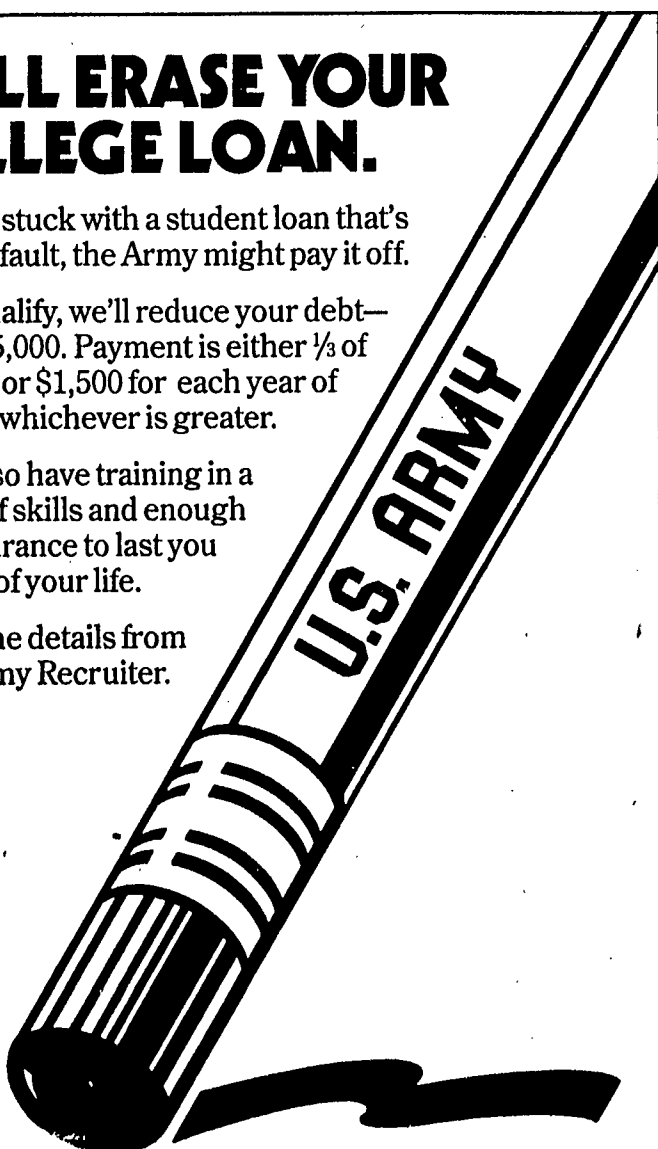 LL ERASE YOUR
LLEGE LOAN.
stuck with a student loan that's
fault, the Army might pay it off.
alify, we'll reduce your debt—
5,000. Payment is either ⅓ of
or $1,500 for each year of
whichever is greater.
so have training in a
f skills and enough
rance to last you
of your life.
ne details from
my Recruiter.
U.S. ARMY